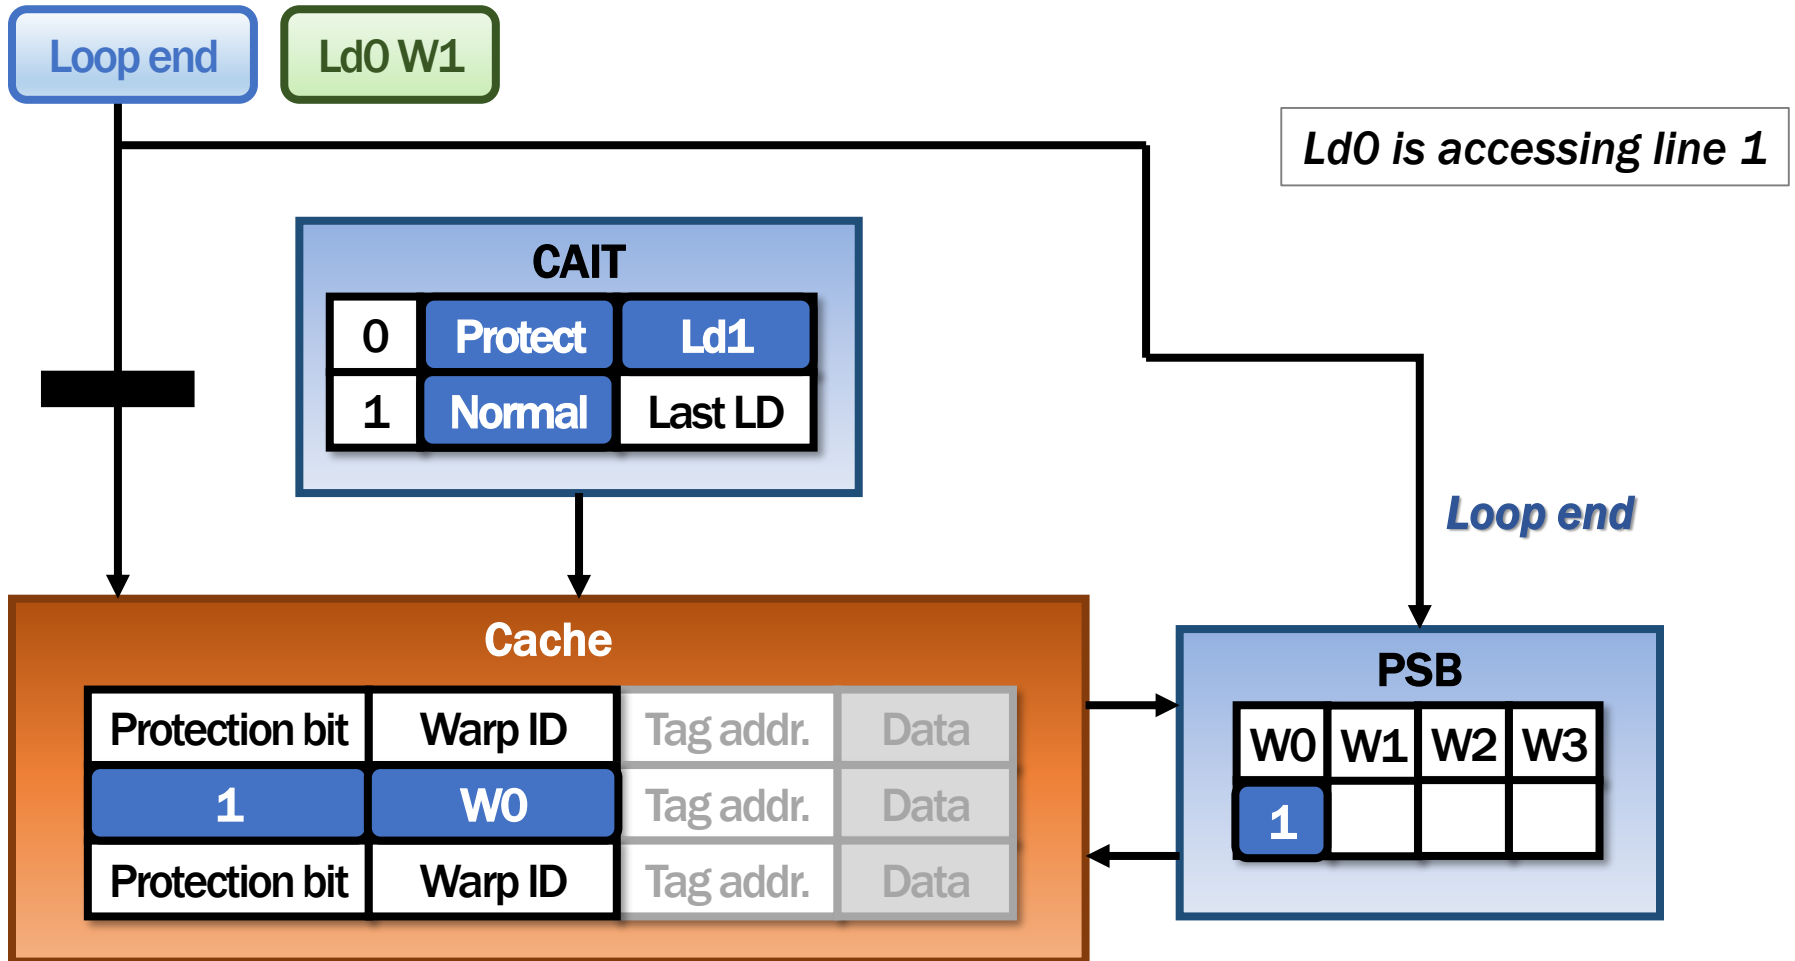 Loop end
Ld0 W1
Ld0 is accessing line 1
CAIT
0 Protect Ld1
1 Normal Last LD
Loop end
Cache
Protection bit Warp ID Tag addr. Data
1 W0 Tag addr. Data
Protection bit Warp ID Tag addr. Data
PSB
W0 W1 W2 W3
1